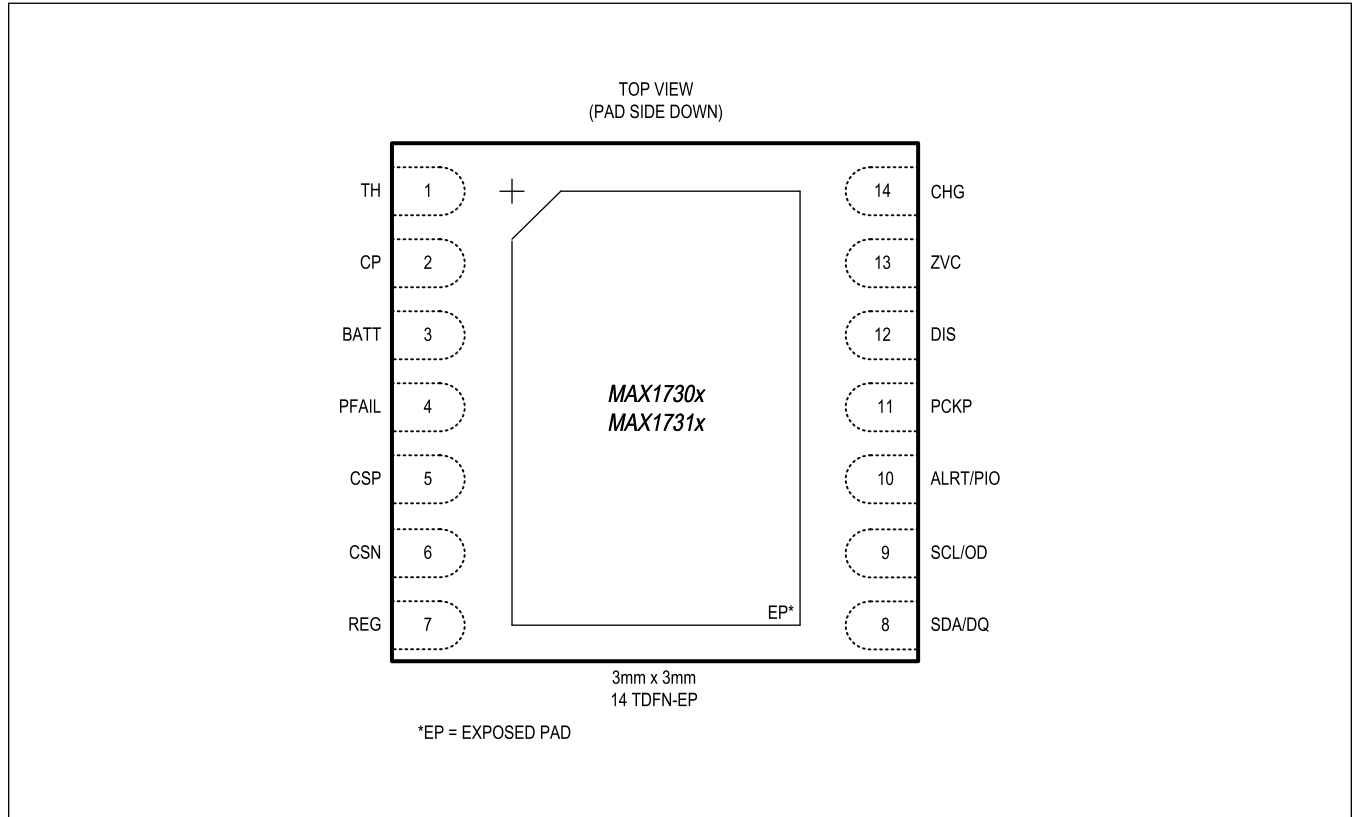 TOP VIEW
(PAD SIDE DOWN)
TH 1 14 CHG
CP 2 13 ZVC
BATT 3 12 DIS
MAX1730x
MAX1731x
PFAIL 4 11 PCKP
CSP 5 10 ALRT/PIO
CSN 6 9 SCL/OD
EP*
REG 7 8 SDA/DQ
3mm x 3mm
14 TDFN-EP
*EP = EXPOSED PAD